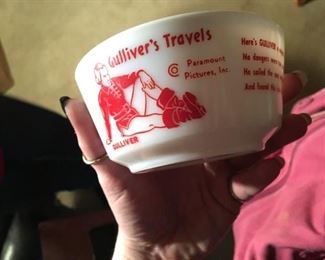 Gulliver's Travels
© Paramount
Pictures, Inc.
GULLIVER
Here's GULLIVER
No dangers
He sailed the
And found